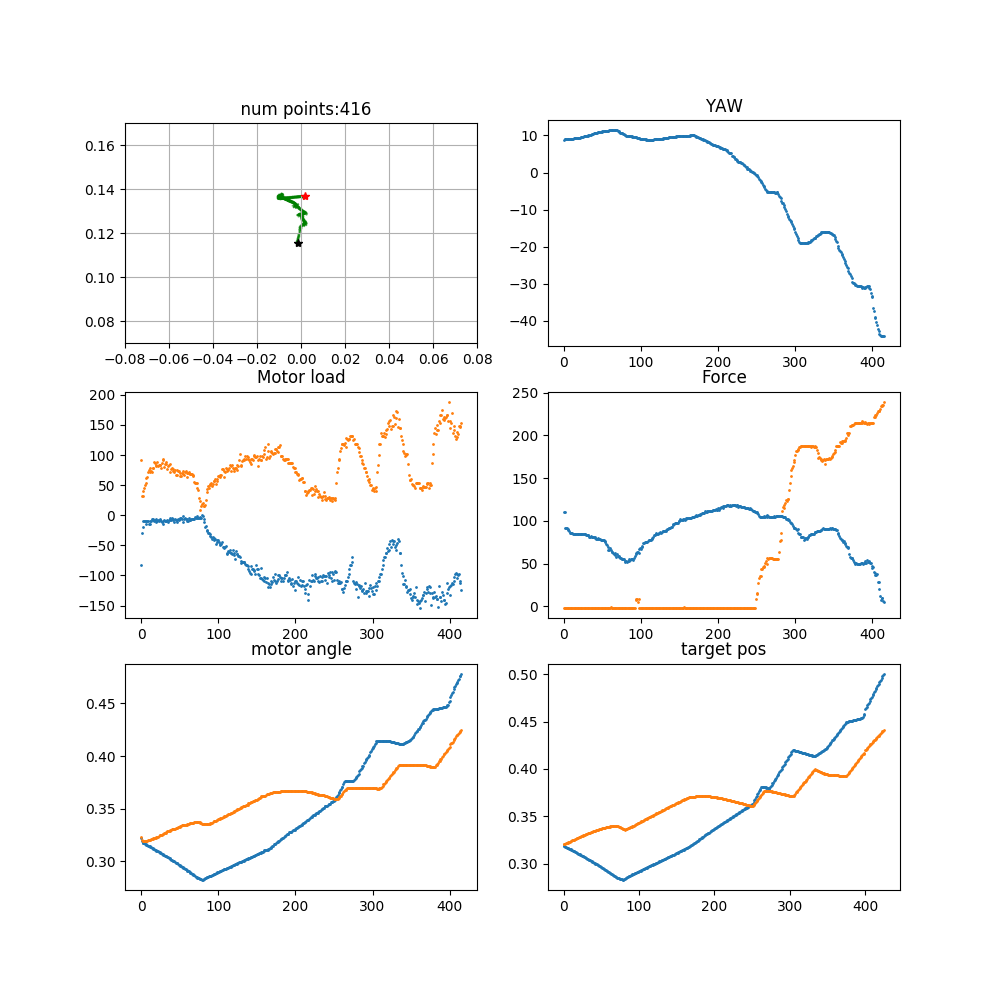 num points:416
YAW
0.16
0.14
0.12
0.10
0.08
−0.08 −0.06 −0.04 −0.02 0.00 0.02 0.04 0.06 0.08
10
0
−10
−20
−30
−40
0 100 200 300 400
Motor load
Force
200
150
100
50
0
−50
−100
−150
0 100 200 300 400
250
200
150
100
50
0
0 100 200 300 400
motor angle
target pos
0.45
0.40
0.35
0.30
0 100 200 300 400
0.50
0.45
0.40
0.35
0.30
0 100 200 300 400